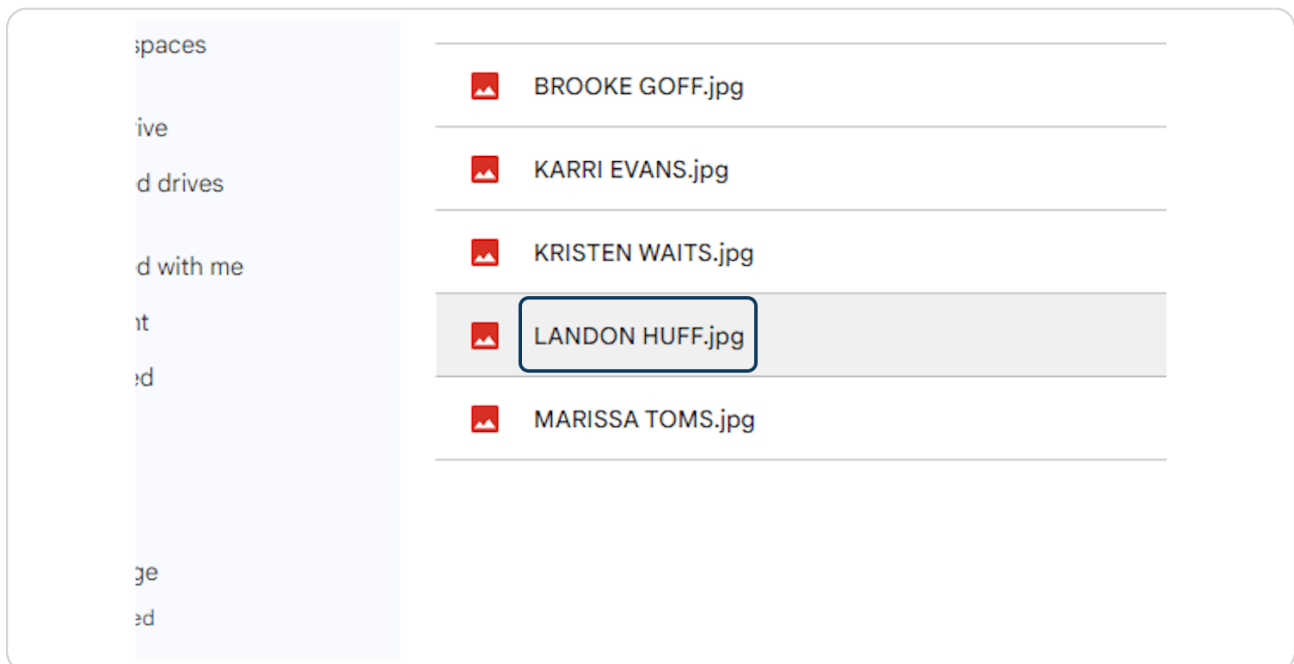 spaces
BROOKE GOFF.jpg
ive
KARRI EVANS.jpg
d drives
KRISTEN WAITS.jpg
d with me
LANDON HUFF.jpg
nt
ed
MARISSA TOMS.jpg
ge
ed